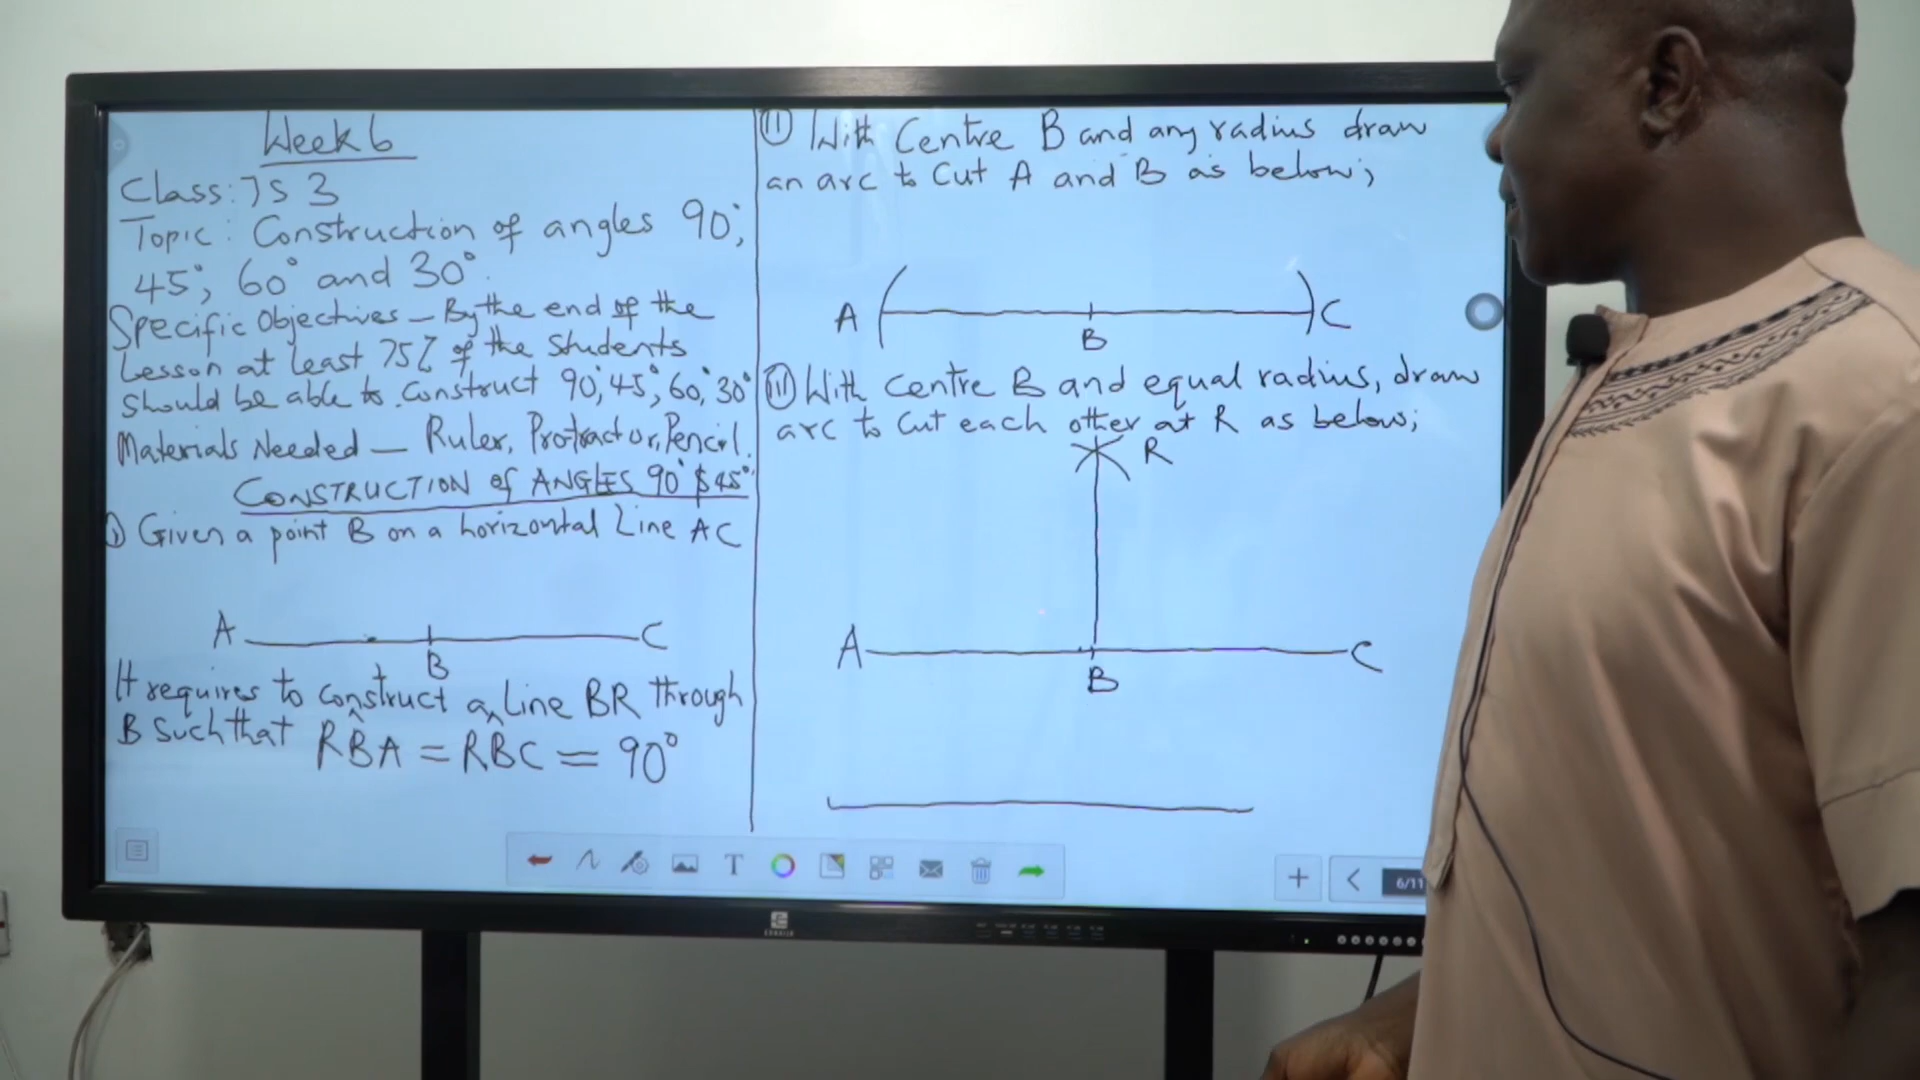 Week 6
Class: JS 3
Topic: Construction of angles 90°,
45°, 60° and 30°.
Specific Objectives — By the end of the
Lesson at least 75% of the students
should be able to construct 90°, 45°, 60°, 30°
Materials Needed — Ruler, Protractor, Pencil.
CONSTRUCTION of ANGLES 90° $ 45°
(i) Given a point B on a horizontal Line AC
A C
B
It requires to construct a Line BR through
B such that RB̂A = RBC = 90°
(ii) With Centre B and any radius draw
an arc to Cut A and B as below;
A C
B
(iii) With Centre B and equal radius, draw
arc to Cut each other at R as below;
R
A C
B
T
6/11